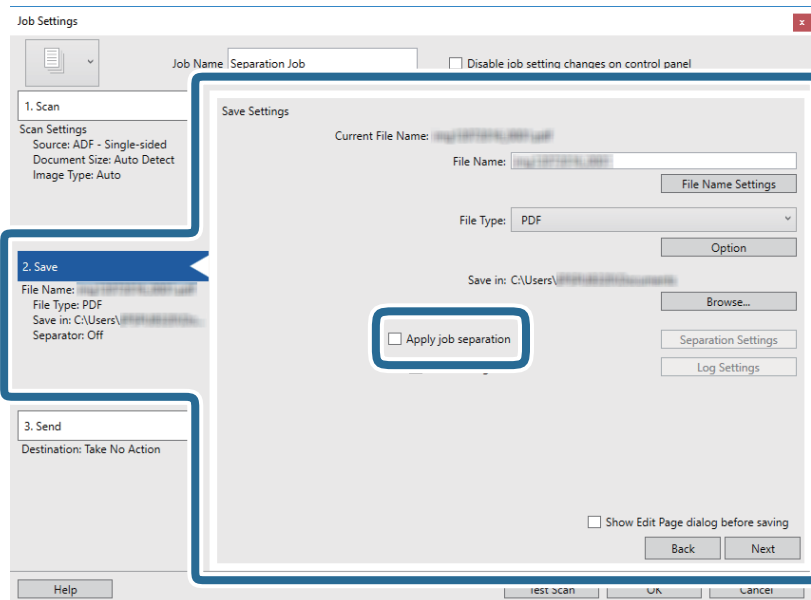 Job Settings
x
Job Name Separation Job
Disable job setting changes on control panel
1. Scan
Scan Settings
Source: ADF - Single-sided
Document Size: Auto Detect
Image Type: Auto
2. Save
File Name:
File Type: PDF
Save in: C:\Users\
Separator: Off
3. Send
Destination: Take No Action
Save Settings
Current File Name:
File Name:
File Name Settings
File Type: PDF
Option
Save in: C:\Users\
Browse...
Apply job separation
Separation Settings
Log Settings
Show Edit Page dialog before saving
Back Next
Help Test Scan OK Cancel